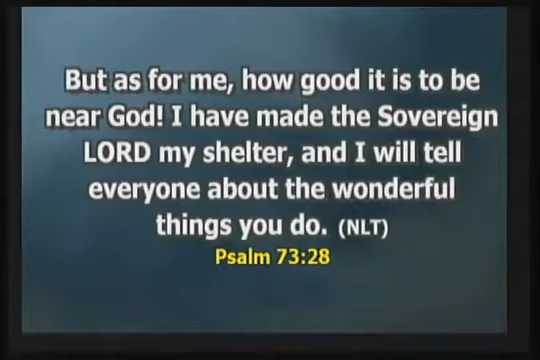 But as for me, how good it is to be
near God! I have made the Sovereign
LORD my shelter, and I will tell
everyone about the wonderful
things you do. (NLT)
Psalm 73:28